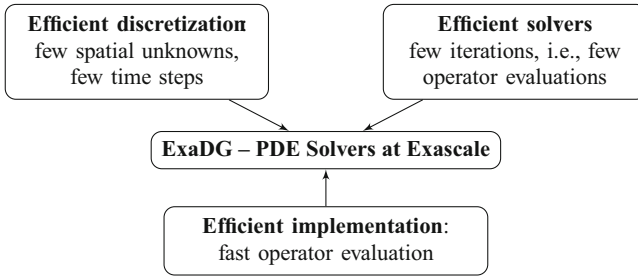 Efficient discretization:
few spatial unknowns,
few time steps
Efficient solvers:
few iterations, i.e., few
operator evaluations
ExaDG – PDE Solvers at Exascale
Efficient implementation:
fast operator evaluation